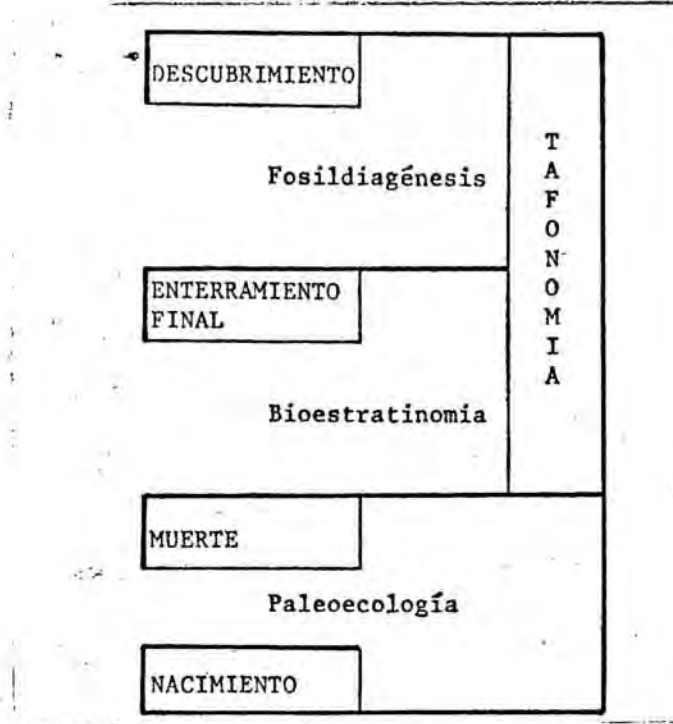 DESCUBRIMIENTO
Fosildiagénesis
ENTERRAMIENTO
FINAL
Bioestratinomia
MUERTE
Paleoecología
NACIMIENTO
T
A
F
O
N
O
M
I
A